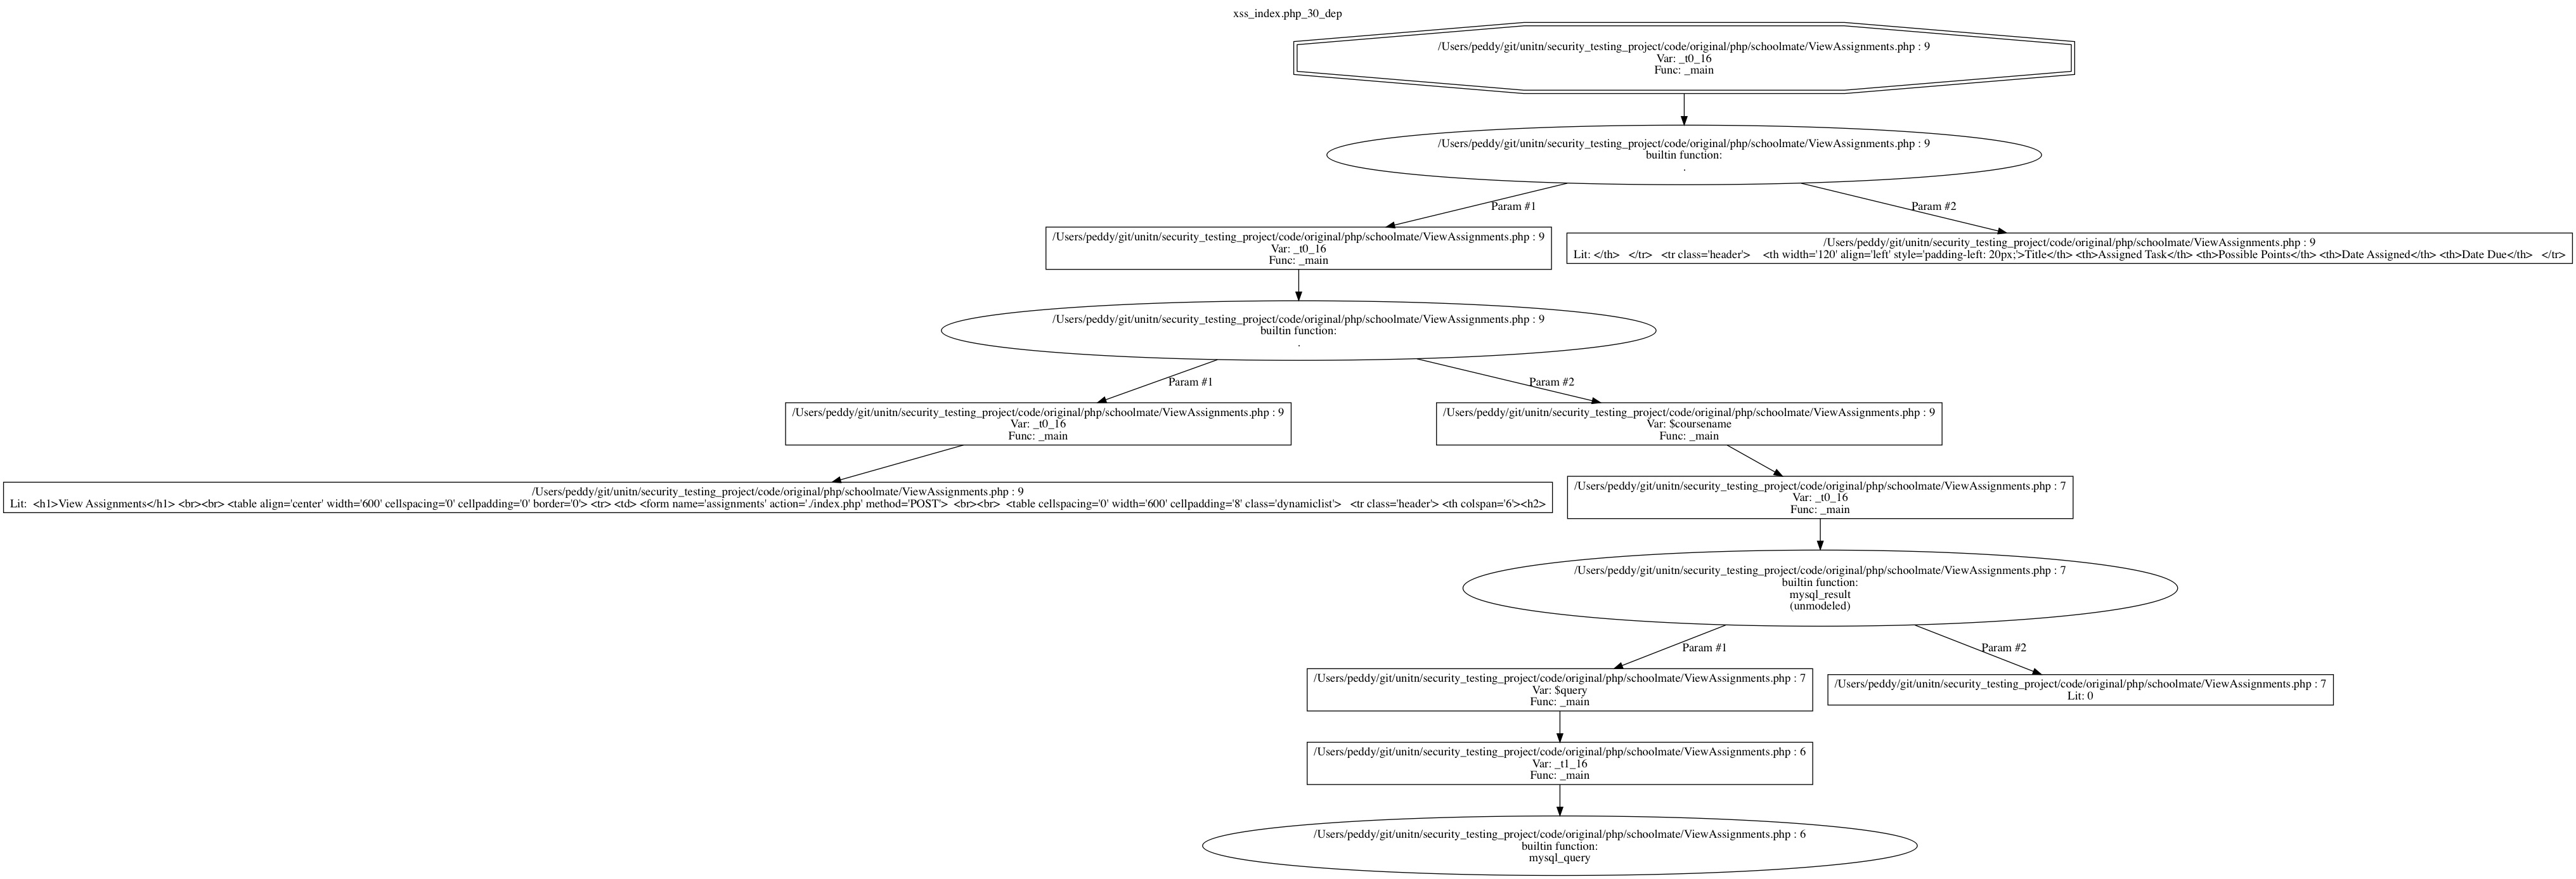 xss_index.php_30_dep
/Users/peddy/git/unitn/security_testing_project/code/original/php/schoolmate/ViewAssignments.php : 9
Var: _t0_16
Func: _main
/Users/peddy/git/unitn/security_testing_project/code/original/php/schoolmate/ViewAssignments.php : 9
builtin function:
.
Param #1
Param #2
/Users/peddy/git/unitn/security_testing_project/code/original/php/schoolmate/ViewAssignments.php : 9
Var: _t0_16
Func: _main
/Users/peddy/git/unitn/security_testing_project/code/original/php/schoolmate/ViewAssignments.php : 9
Lit: </th>   </tr>   <tr class='header'>    <th width='120' align='left' style='padding-left: 20px;'>Title</th> <th>Assigned Task</th> <th>Possible Points</th> <th>Date Assigned</th> <th>Date Due</th>   </tr>
/Users/peddy/git/unitn/security_testing_project/code/original/php/schoolmate/ViewAssignments.php : 9
builtin function:
.
Param #1
Param #2
/Users/peddy/git/unitn/security_testing_project/code/original/php/schoolmate/ViewAssignments.php : 9
Var: _t0_16
Func: _main
/Users/peddy/git/unitn/security_testing_project/code/original/php/schoolmate/ViewAssignments.php : 9
Var: $coursename
Func: _main
/Users/peddy/git/unitn/security_testing_project/code/original/php/schoolmate/ViewAssignments.php : 9
Lit:  <h1>View Assignments</h1> <br><br> <table align='center' width='600' cellspacing='0' cellpadding='0' border='0'> <tr> <td> <form name='assignments' action='./index.php' method='POST'>  <br><br>  <table cellspacing='0' width='600' cellpadding='8' class='dynamiclist'>   <tr class='header'> <th colspan='6'><h2>
/Users/peddy/git/unitn/security_testing_project/code/original/php/schoolmate/ViewAssignments.php : 7
Var: _t0_16
Func: _main
/Users/peddy/git/unitn/security_testing_project/code/original/php/schoolmate/ViewAssignments.php : 7
builtin function:
mysql_result
(unmodeled)
Param #1
Param #2
/Users/peddy/git/unitn/security_testing_project/code/original/php/schoolmate/ViewAssignments.php : 7
Var: $query
Func: _main
/Users/peddy/git/unitn/security_testing_project/code/original/php/schoolmate/ViewAssignments.php : 7
Lit: 0
/Users/peddy/git/unitn/security_testing_project/code/original/php/schoolmate/ViewAssignments.php : 6
Var: _t1_16
Func: _main
/Users/peddy/git/unitn/security_testing_project/code/original/php/schoolmate/ViewAssignments.php : 6
builtin function:
mysql_query